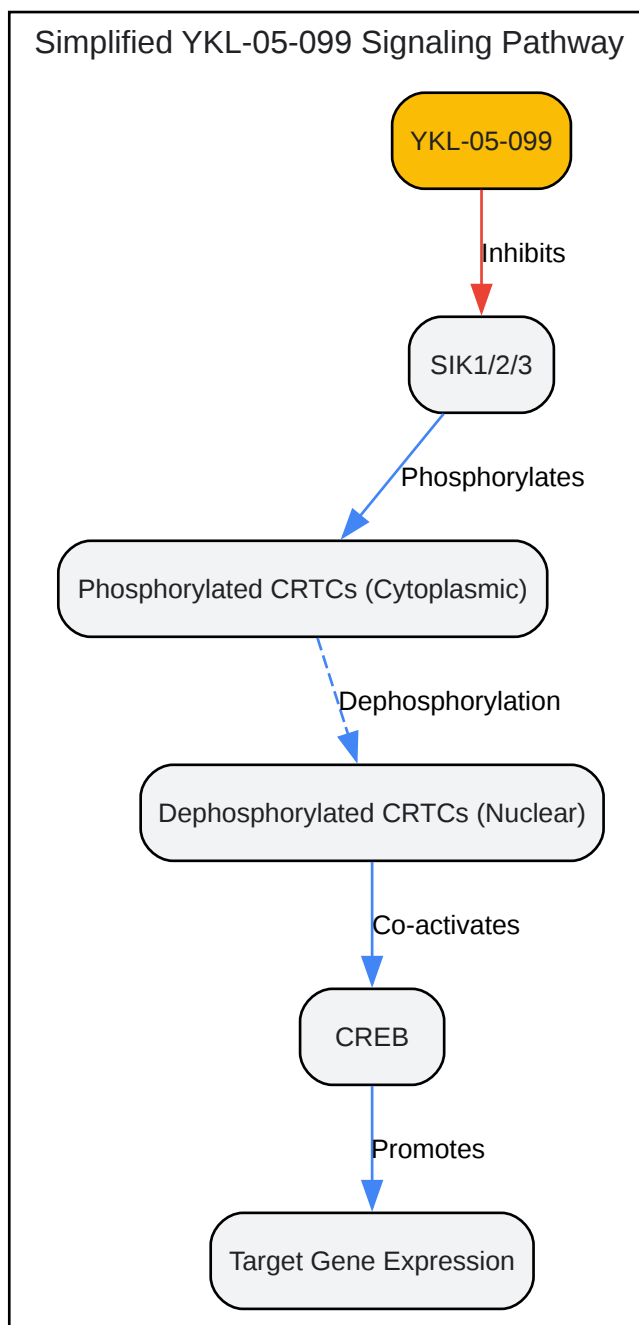 Simplified YKL-05-099 Signaling Pathway
YKL-05-099
Inhibits
SIK1/2/3
Phosphorylates
Phosphorylated CRTCs (Cytoplasmic)
Dephosphorylation
Dephosphorylated CRTCs (Nuclear)
Co-activates
CREB
Promotes
Target Gene Expression